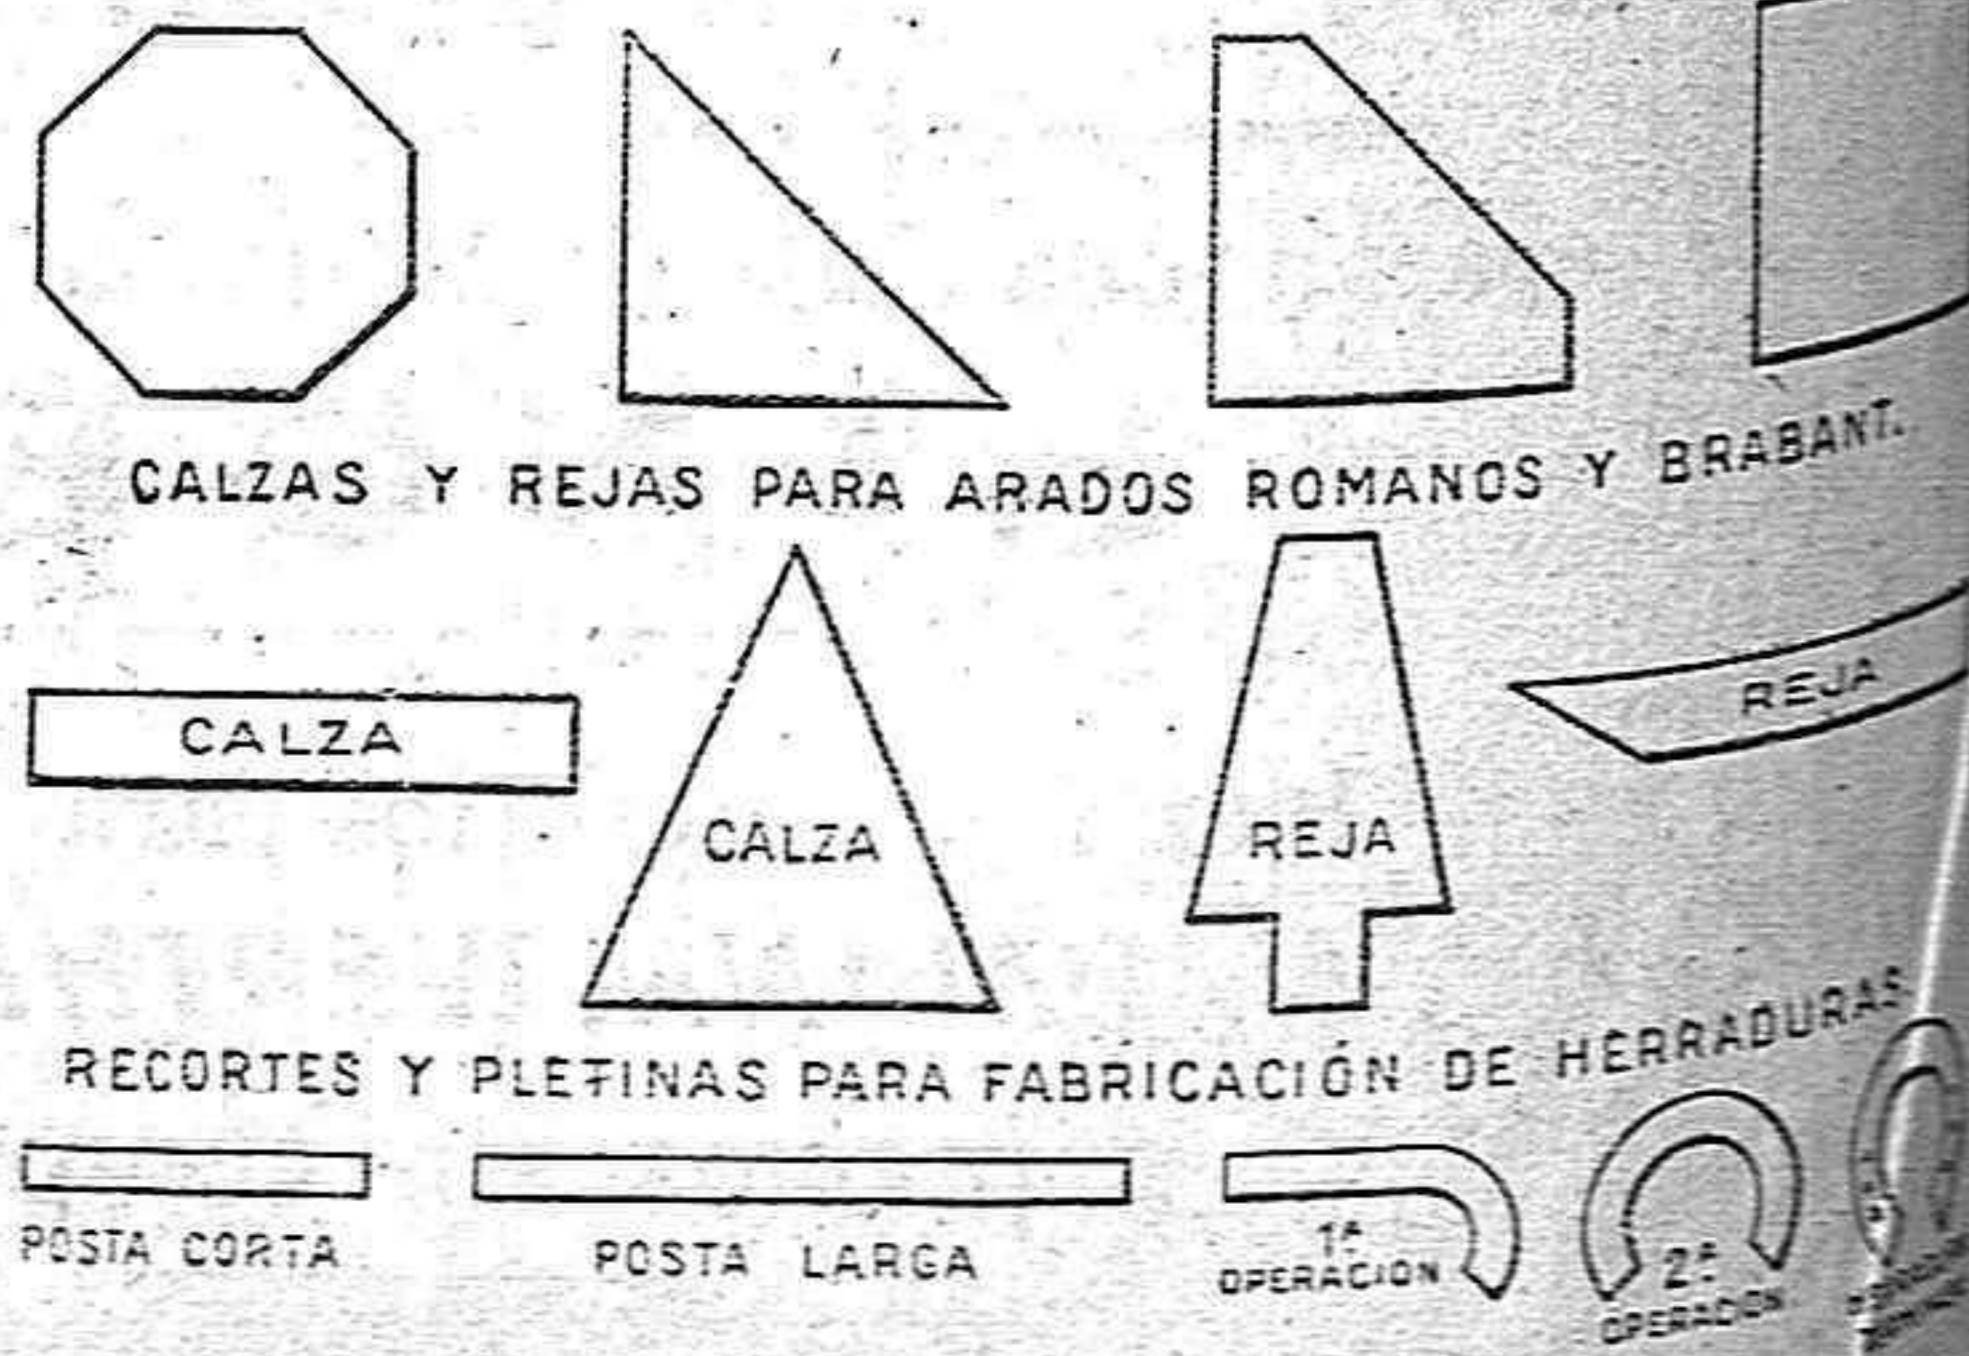 CALZAS Y REJAS PARA ARADOS ROMANOS Y BRABANT.
CALZA
CALZA
REJA
REJA
RECORTES Y PLETINAS PARA FABRICACIÓN DE HERRADURAS
POSTA CORTA
POSTA LARGA
1ª
OPERACION
2ª
OPERACION